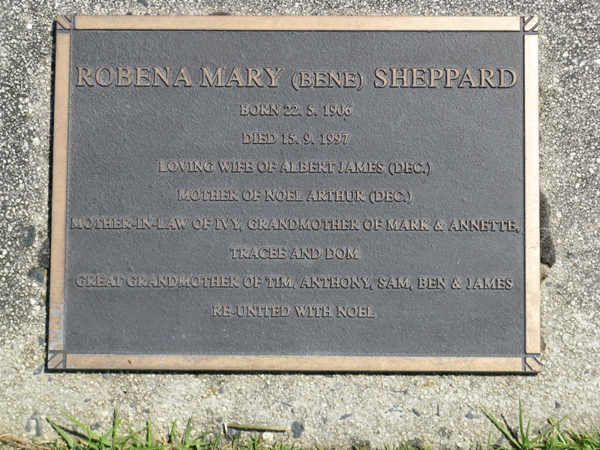 ROBENA MARY (BENE) SHEPPARD
BORN 22. 5. 1906
DIED 15. 9. 1997
LOVING WIFE OF ALBERT JAMES (DEC.)
MOTHER OF NOEL ARTHUR (DEC.)
MOTHER-IN-LAW OF IVY, GRANDMOTHER OF MARK & ANNETTE,
TRACEE AND DOM
GREAT GRANDMOTHER OF TIM, ANTHONY, SAM, BEN & JAMES
RE-UNITED WITH NOEL